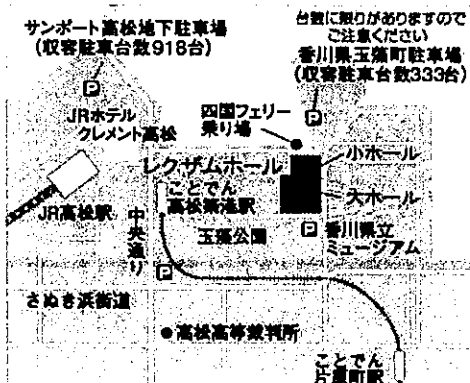 サンポート高松地下駐車場
(収容駐車台数918台)
台数に限りがありますので
ご注意ください
香川県玉藻町駐車場
(収容駐車台数333台)
P
P
JRホテル
クレメント高松
四国フェリー
乗り場
レクザムホール
小ホール
大ホール
ことでん
高松築港駅
JR高松駅
中央通り
玉藻公園
P
香川県立
ミュージアム
P
さぬき浜街道
高松高等裁判所
ことでん
片原町駅